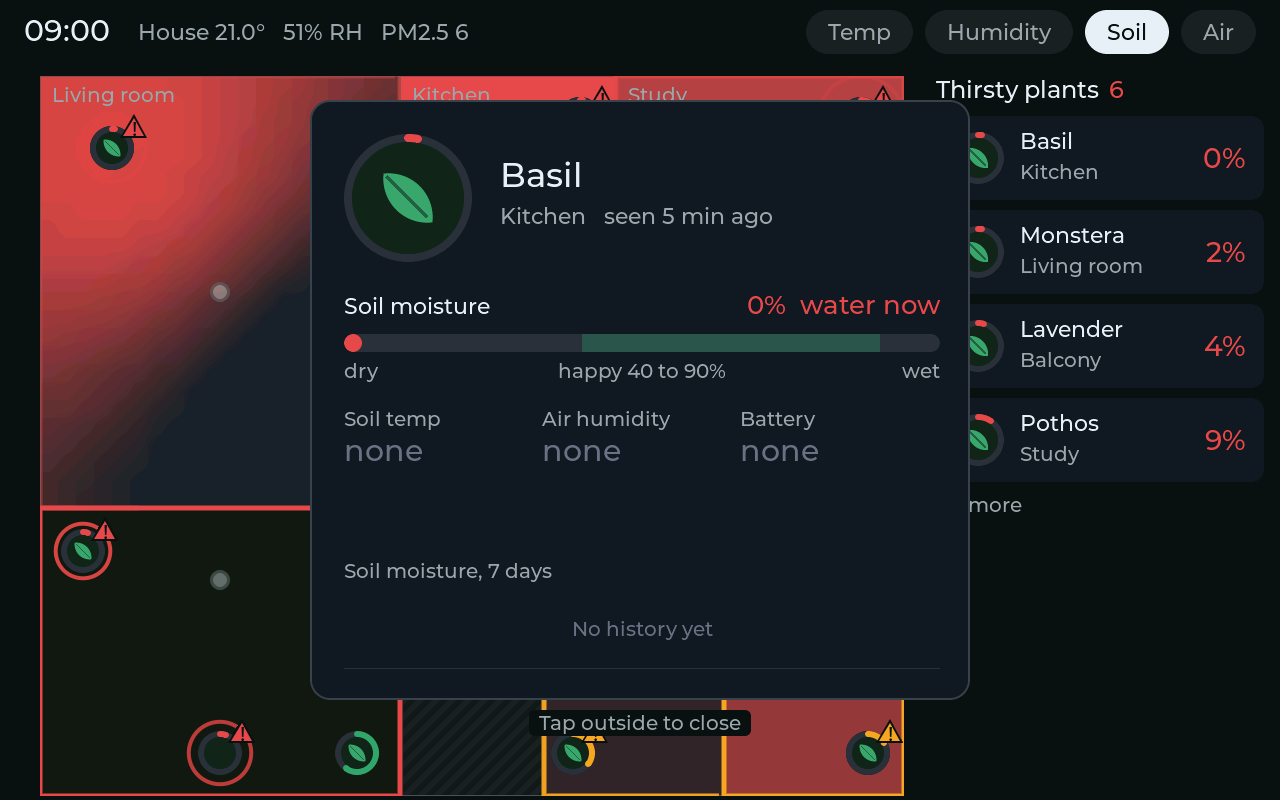 09:00 House 21.0° 51% RH PM2.5 6
Temp Humidity Soil Air
Living room
Kitchen
Study
Thirsty plants 6
Basil
Kitchen
0%
Monstera
Living room
2%
Lavender
Balcony
4%
Pothos
Study
9%
more
Basil
Kitchen seen 5 min ago
Soil moisture 0% water now
dry happy 40 to 90% wet
Soil temp Air humidity Battery
none none none
Soil moisture, 7 days
No history yet
Tap outside to close